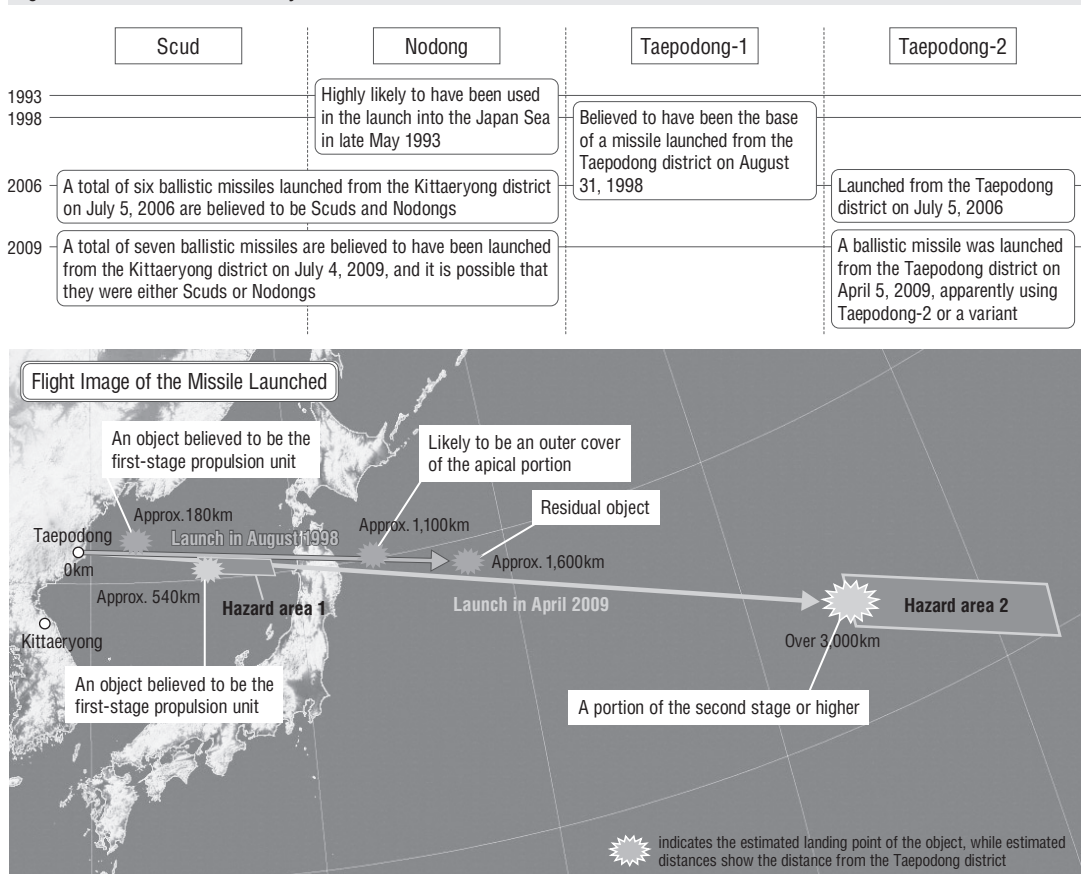 Scud
Nodong
Taepodong-1
Taepodong-2
1993
1998
2006
2009
Highly likely to have been used
in the launch into the Japan Sea
in late May 1993
Believed to have been the base
of a missile launched from the
Taepodong district on August
31, 1998
A total of six ballistic missiles launched from the Kittaeryong district
on July 5, 2006 are believed to be Scuds and Nodongs
Launched from the Taepodong
district on July 5, 2006
A total of seven ballistic missiles are believed to have been launched
from the Kittaeryong district on July 4, 2009, and it is possible that
they were either Scuds or Nodongs
A ballistic missile was launched
from the Taepodong district on
April 5, 2009, apparently using
Taepodong-2 or a variant
Flight Image of the Missile Launched
An object believed to be the
first-stage propulsion unit
Likely to be an outer cover
of the apical portion
Residual object
Approx.180km
Approx. 1,100km
Taepodong
Launch in August 1998
0km
Approx. 1,600km
Approx. 540km
Hazard area 1
Launch in April 2009
Hazard area 2
Kittaeryong
Over 3,000km
An object believed to be the
first-stage propulsion unit
A portion of the second stage or higher
indicates the estimated landing point of the object, while estimated
distances show the distance from the Taepodong district